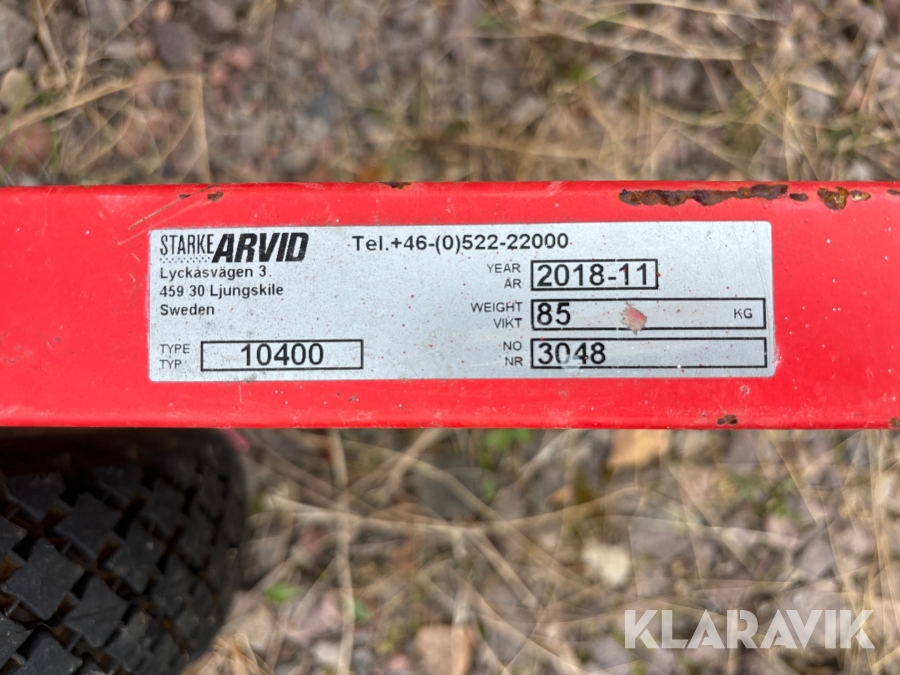 STARKE ARVID
Tel.+46-(0)522-22000
Lyckåsvägen 3.
459 30 Ljungskile
Sweden
YEAR
ÅR
2018-11
WEIGHT
VIKT
85
KG
TYPE
TYP
10400
NO
NR
3048
KLARAVIK